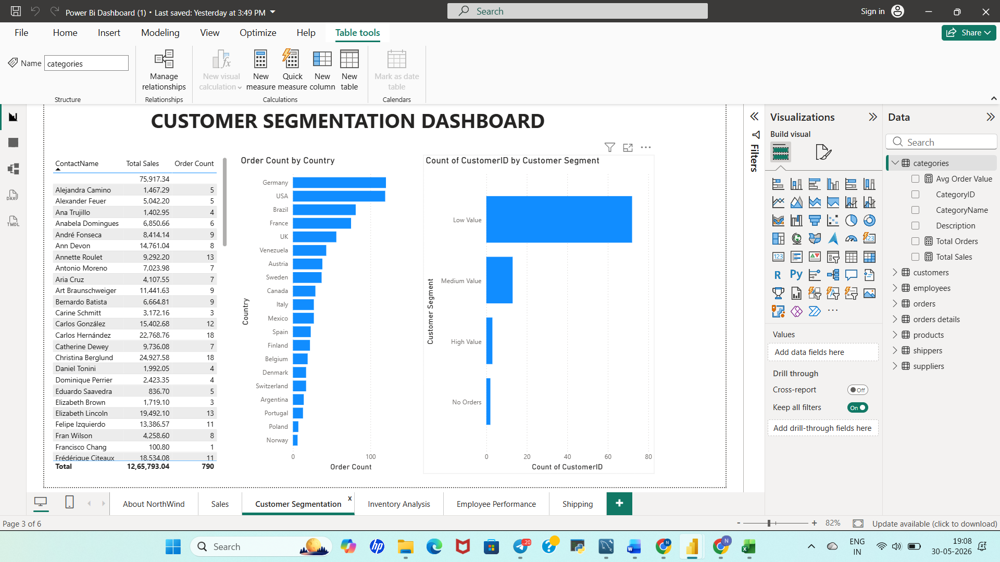 Power Bi Dashboard (1) • Last saved: Yesterday at 3:49 PM
Search
Sign in
File
Home
Insert
Modeling
View
Optimize
Help
Table tools
Share
Name
categories
Structure
Manage relationships
Relationships
New visual calculation
New measure
Quick measure
New column
New table
Calculations
Mark as date table
Calendars
CUSTOMER SEGMENTATION DASHBOARD
ContactName Total Sales Order Count
75,917.34
Alejandra Camino 1,467.29 5
Alexander Feuer 5,042.20 5
Ana Trujillo 1,402.95 4
Anabela Domingues 6,850.66 6
André Fonseca 8,414.14 9
Ann Devon 14,761.04 8
Annette Roulet 9,292.20 13
Antonio Moreno 7,023.98 7
Aria Cruz 4,107.55 7
Art Braunschweiger 11,441.63 9
Bernardo Batista 6,664.81 9
Carine Schmitt 3,172.16 3
Carlos González 15,402.68 12
Carlos Hernández 22,768.76 18
Catherine Dewey 9,736.08 7
Christina Berglund 24,927.58 18
Daniel Tonini 1,992.05 4
Dominique Perrier 2,423.35 4
Eduardo Saavedra 836.70 5
Elizabeth Brown 1,719.10 3
Elizabeth Lincoln 19,492.10 13
Felipe Izquierdo 13,386.57 11
Fran Wilson 4,258.60 8
Francisco Chang 100.80 1
Frédérique Citeaux 18,534.08 11
Total 12,65,793.04 790
Order Count by Country
Country
Germany
USA
Brazil
France
UK
Venezuela
Austria
Sweden
Canada
Italy
Mexico
Spain
Finland
Belgium
Denmark
Switzerland
Argentina
Portugal
Poland
Norway
0 100
Order Count
Count of CustomerID by Customer Segment
Customer Segment
Low Value
Medium Value
High Value
No Orders
0 20 40 60 80
Count of CustomerID
Filters
Visualizations
Build visual
R
Py
123
123
Values
Add data fields here
Drill through
Cross-report
Off
Keep all filters
On
Add drill-through fields here
Data
Search
categories
Avg Order Value
CategoryID
CategoryName
Description
Total Orders
Total Sales
customers
employees
orders
orders details
products
shippers
suppliers
DAX
TMDL
About NorthWind
Sales
Customer Segmentation
x
Inventory Analysis
Employee Performance
Shipping
+
Page 3 of 6
- + 82%
Update available (click to download)
Search
hp
20
N
N
ENG
IN
19:08
30-05-2026